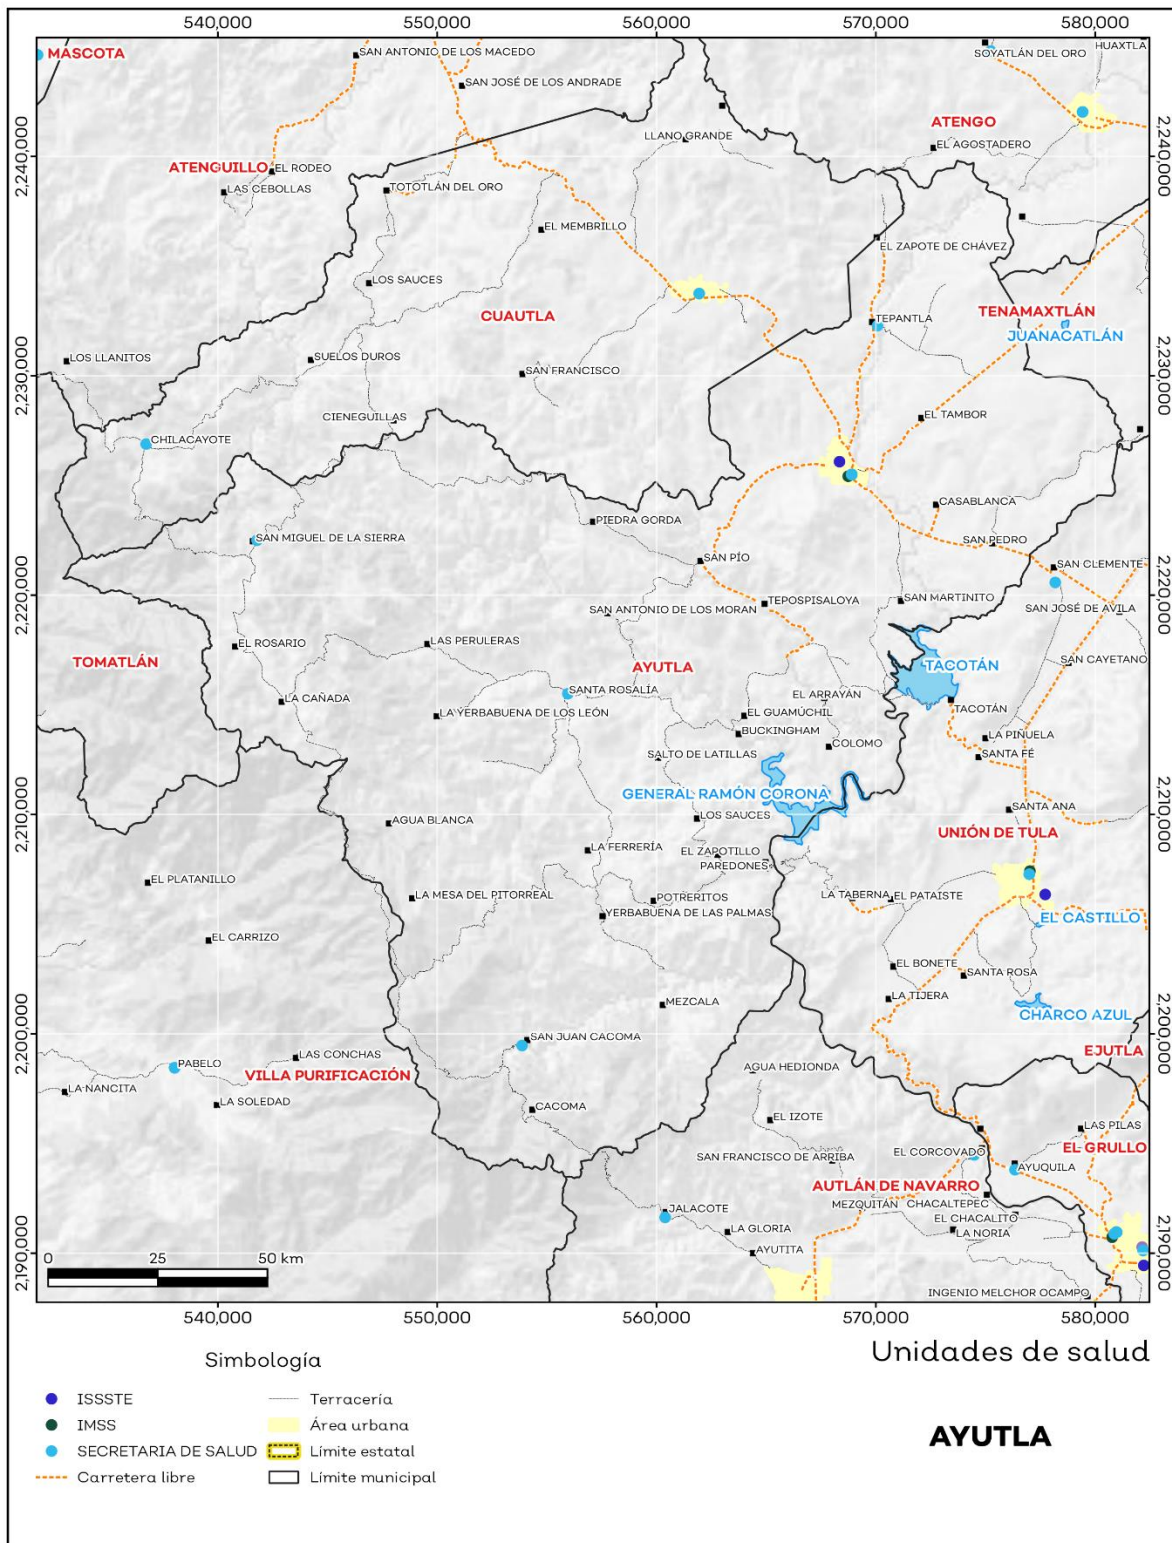 540,000 550,000 560,000 570,000 580,000
MASCOTA
SAN ANTONIO DE LOS MACEDO
SOYATLÁN DEL ORO
HUAXTLA
SAN JOSÉ DE LOS ANDRADE
ATENGO
LLANO GRANDE
EL AGOSTADERO
2,240,000
2,240,000
ATENGUILLO
EL RODEO
LAS CEBOLLAS
TOTOTLÁN DEL ORO
EL MEMBRILLO
EL ZAPOTE DE CHÁVEZ
LOS SAUCES
CUAUTLA
TEPANTLA
TENAMAXTLÁN
JUANACATLÁN
LOS LLANITOS
SUELOS DUROS
SAN FRANCISCO
2,230,000
2,230,000
CIENEGUILLAS
EL TAMBOR
CHILACAYOTE
CASABLANCA
PIEDRA GORDA
SAN MIGUEL DE LA SIERRA
SAN PEDRO
SAN PÍO
SAN CLEMENTE
2,220,000
2,220,000
TEPOSPISALOYA
SAN MARTINITO
SAN ANTONIO DE LOS MORAN
SAN JOSÉ DE AVILA
EL ROSARIO
LAS PERULERAS
TOMATLÁN
AYUTLA
TACOTÁN
SAN CAYETANO
SANTA ROSALÍA
EL ARRAYÁN
LA CAÑADA
TACOTÁN
LA YERBABUENA DE LOS LEÓN
EL GUAMÚCHIL
BUCKINGHAM
LA PIÑUELA
COLOMO
SALTO DE LATILLAS
SANTA FÉ
GENERAL RAMÓN CORONA
2,210,000
2,210,000
SANTA ANA
AGUA BLANCA
LOS SAUCES
UNIÓN DE TULA
LA FERRERÍA
EL ZAPOTILLO
PAREDONES
EL PLATANILLO
LA MESA DEL PITORREAL
POTRERITOS
LA TABERNA
EL PATAISTE
YERBABUENA DE LAS PALMAS
EL CASTILLO
EL CARRIZO
EL BONETE
SANTA ROSA
LA TIJERA
MEZCALA
CHARCO AZUL
2,200,000
2,200,000
SAN JUAN CACOMA
EJUTLA
LAS CONCHAS
PABELO
VILLA PURIFICACIÓN
AGUA HEDIONDA
LA NANCITA
LA SOLEDAD
CACOMA
EL IZOTE
LAS PILAS
EL GRULLO
SAN FRANCISCO DE ARRIBA
EL CORCOVADO
AYUQUILA
AUTLÁN DE NAVARRO
MEZQUITÁN
CHACALTEPEC
JALACOTE
EL CHACALITO
LA GLORIA
LA NORIA
AYUTITA
2,190,000
2,190,000
0 25 50 km
INGENIO MELCHOR OCAMPO
540,000 550,000 560,000 570,000 580,000
Simbología
Unidades de salud
ISSSTE
Terracería
IMSS
Área urbana
SECRETARIA DE SALUD
Límite estatal
Carretera libre
Límite municipal
AYUTLA